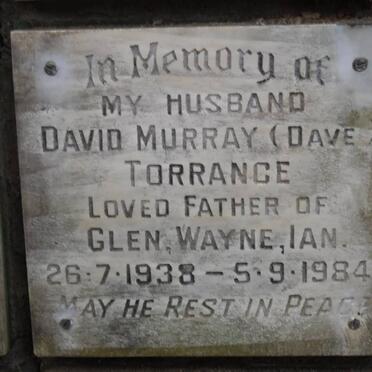 In Memory of
MY HUSBAND
DAVID MURRAY (DAVE)
TORRANCE
LOVED FATHER OF
GLEN, WAYNE, IAN.
26·7·1938 – 5·9·1984
MAY HE REST IN PEACE